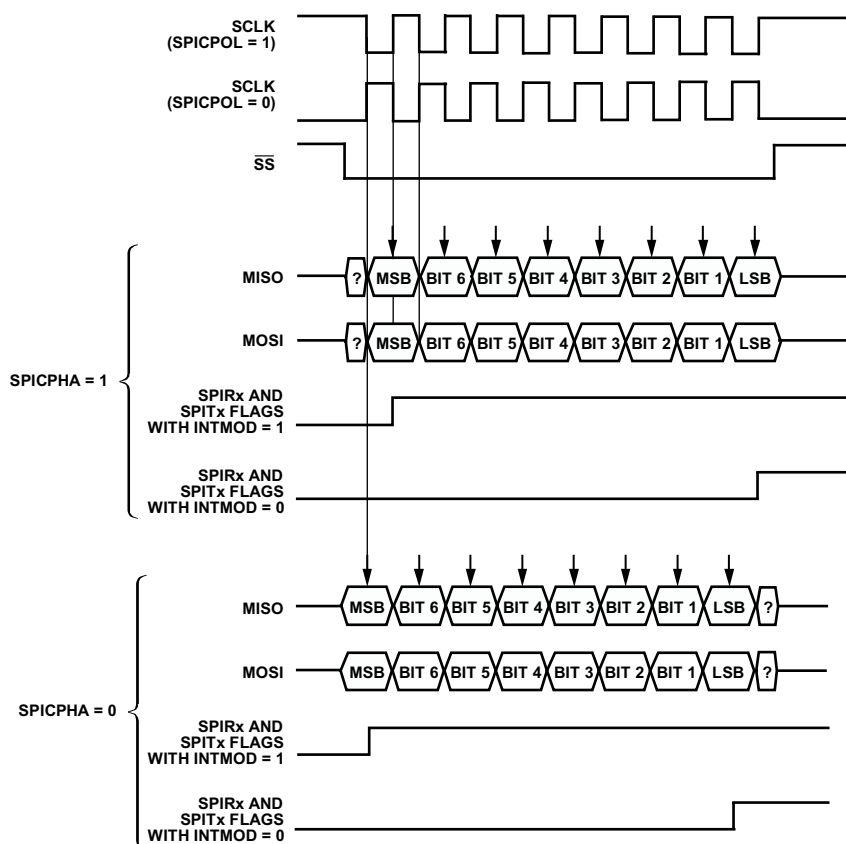 SCLK
(SPICPOL = 1)
SCLK
(SPICPOL = 0)
SS
MISO ? MSB BIT 6 BIT 5 BIT 4 BIT 3 BIT 2 BIT 1 LSB
MOSI ? MSB BIT 6 BIT 5 BIT 4 BIT 3 BIT 2 BIT 1 LSB
SPICPHA = 1
SPIRx AND
SPITx FLAGS
WITH INTMOD = 1
SPIRx AND
SPITx FLAGS
WITH INTMOD = 0
MISO MSB BIT 6 BIT 5 BIT 4 BIT 3 BIT 2 BIT 1 LSB ?
MOSI MSB BIT 6 BIT 5 BIT 4 BIT 3 BIT 2 BIT 1 LSB ?
SPICPHA = 0
SPIRx AND
SPITx FLAGS
WITH INTMOD = 1
SPIRx AND
SPITx FLAGS
WITH INTMOD = 0